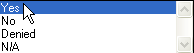 Yes
No
Denied
N/A